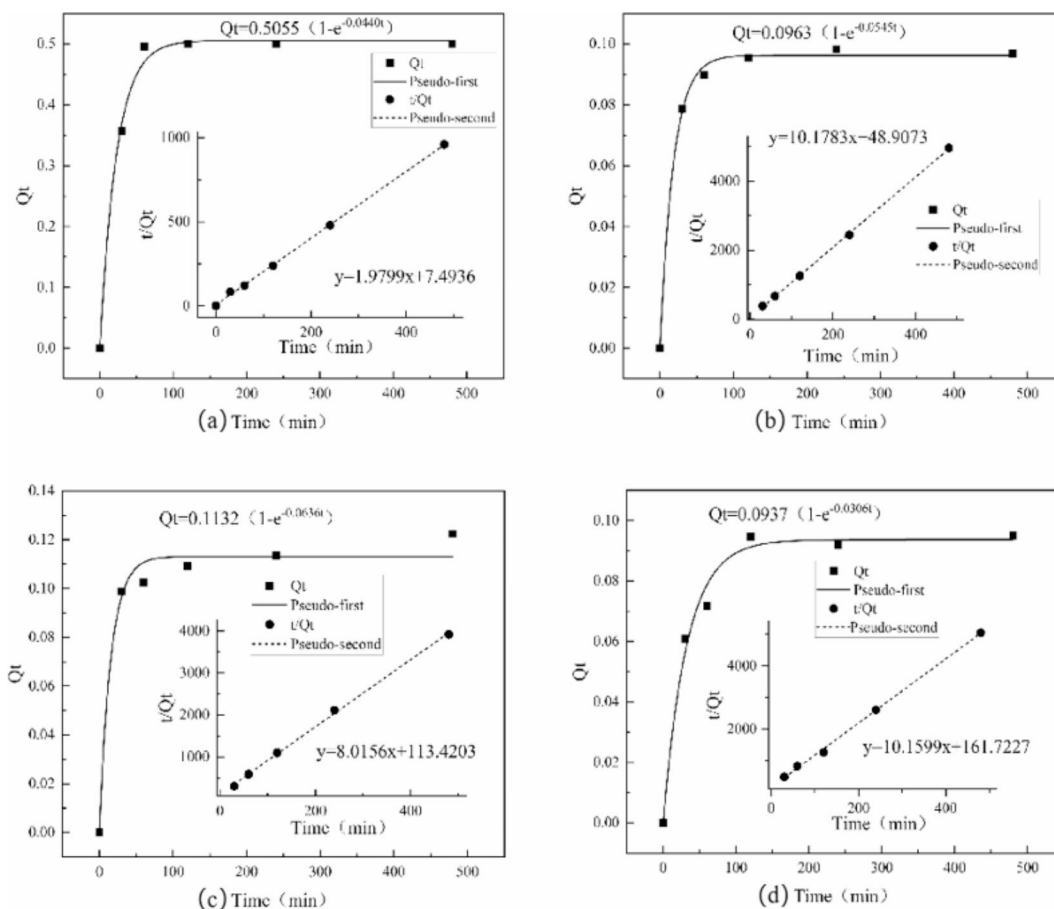 Qt=0.5055（1-e^-0.0440t）
0.5
0.4
0.3
0.2
0.1
0.0
Qt
Qt
Pseudo-first
t/Qt
Pseudo-second
1000
500
0
t/Qt
y=1.9799x+7.4936
0 200 400
Time（min）
0 100 200 300 400 500
(a) Time（min）
Qt=0.0963（1-e^-0.0545t）
0.10
0.08
0.06
0.04
0.02
0.00
Qt
y=10.1783x−48.9073
4000
2000
0
t/Qt
Qt
Pseudo-first
t/Qt
Pseudo-second
0 200 400
Time（min）
0 100 200 300 400 500
(b) Time（min）
Qt=0.1132（1-e^-0.0636t）
0.14
0.12
0.10
0.08
0.06
0.04
0.02
0.00
Qt
Qt
Pseudo-first
t/Qt
Pseudo-second
4000
3000
2000
1000
t/Qt
y=8.0156x+113.4203
0 200 400
Time（min）
0 100 200 300 400 500
(c) Time（min）
Qt=0.0937（1-e^-0.0306t）
0.10
0.08
0.06
0.04
0.02
0.00
Qt
Qt
Pseudo-first
t/Qt
Pseudo-second
4000
2000
t/Qt
y=10.1599x+161.7227
0 200 400
Time（min）
0 100 200 300 400 500
(d) Time（min）